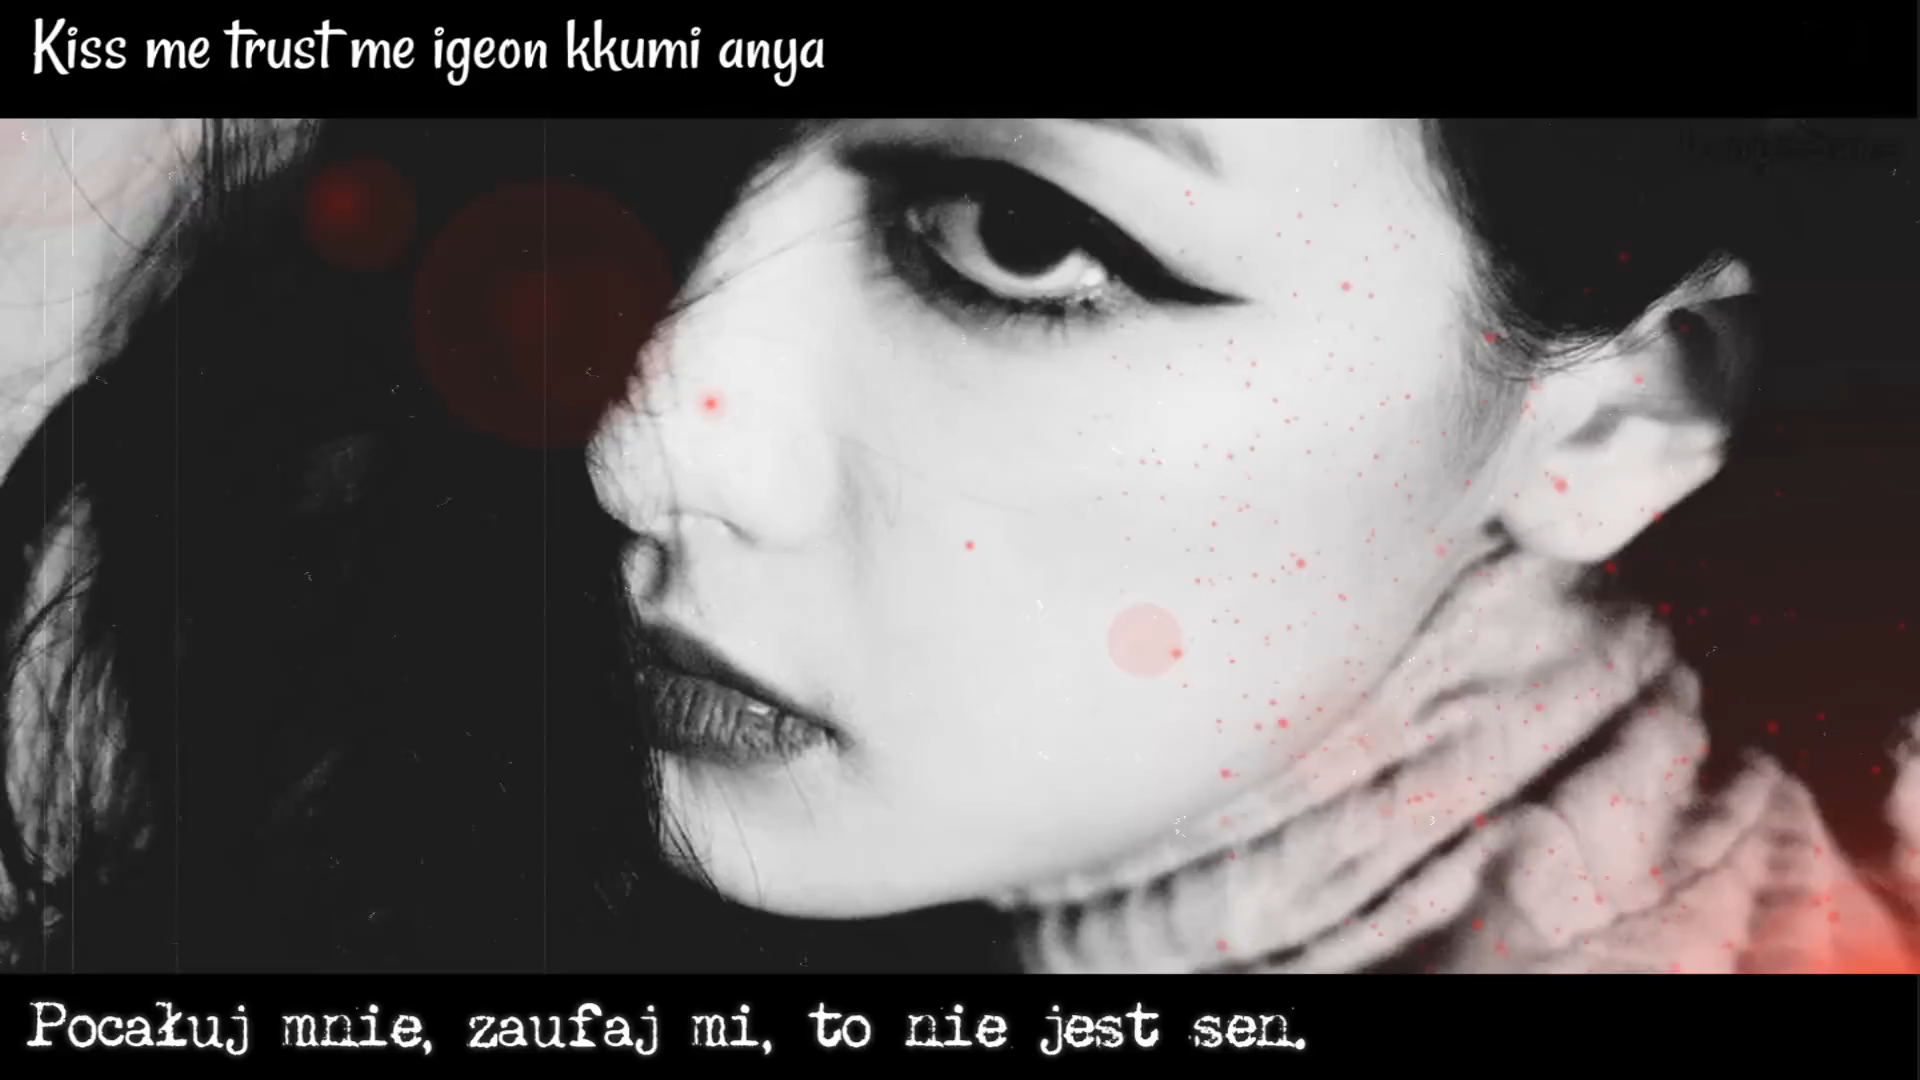 Kiss me trust me igeon kkumi anya
Pocałuj mnie, zaufaj mi, to nie jest sen.